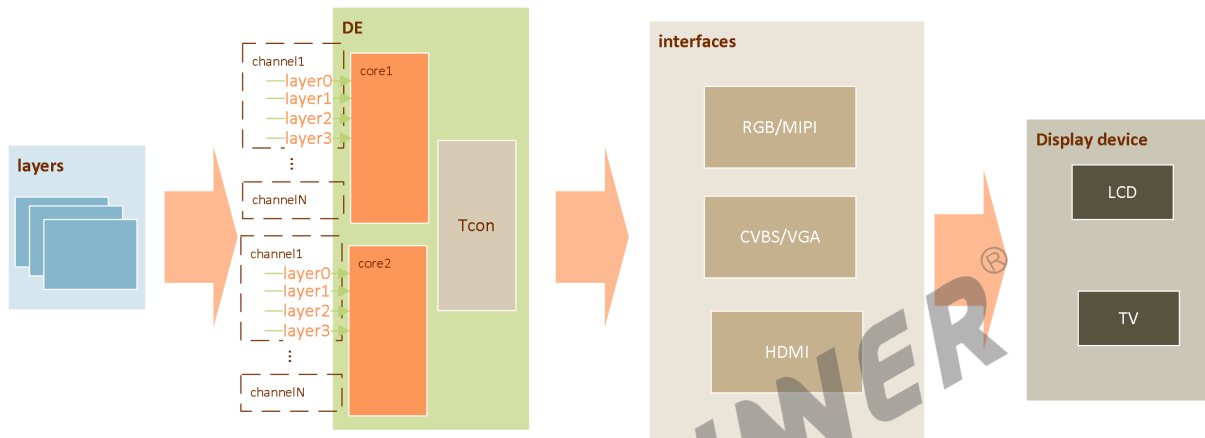 layers
DE
channel1
layer0
layer1
layer2
layer3
...
channelN
core1
channel1
layer0
layer1
layer2
layer3
...
channelN
core2
Tcon
interfaces
RGB/MIPI
CVBS/VGA
HDMI
Display device
LCD
TV
®